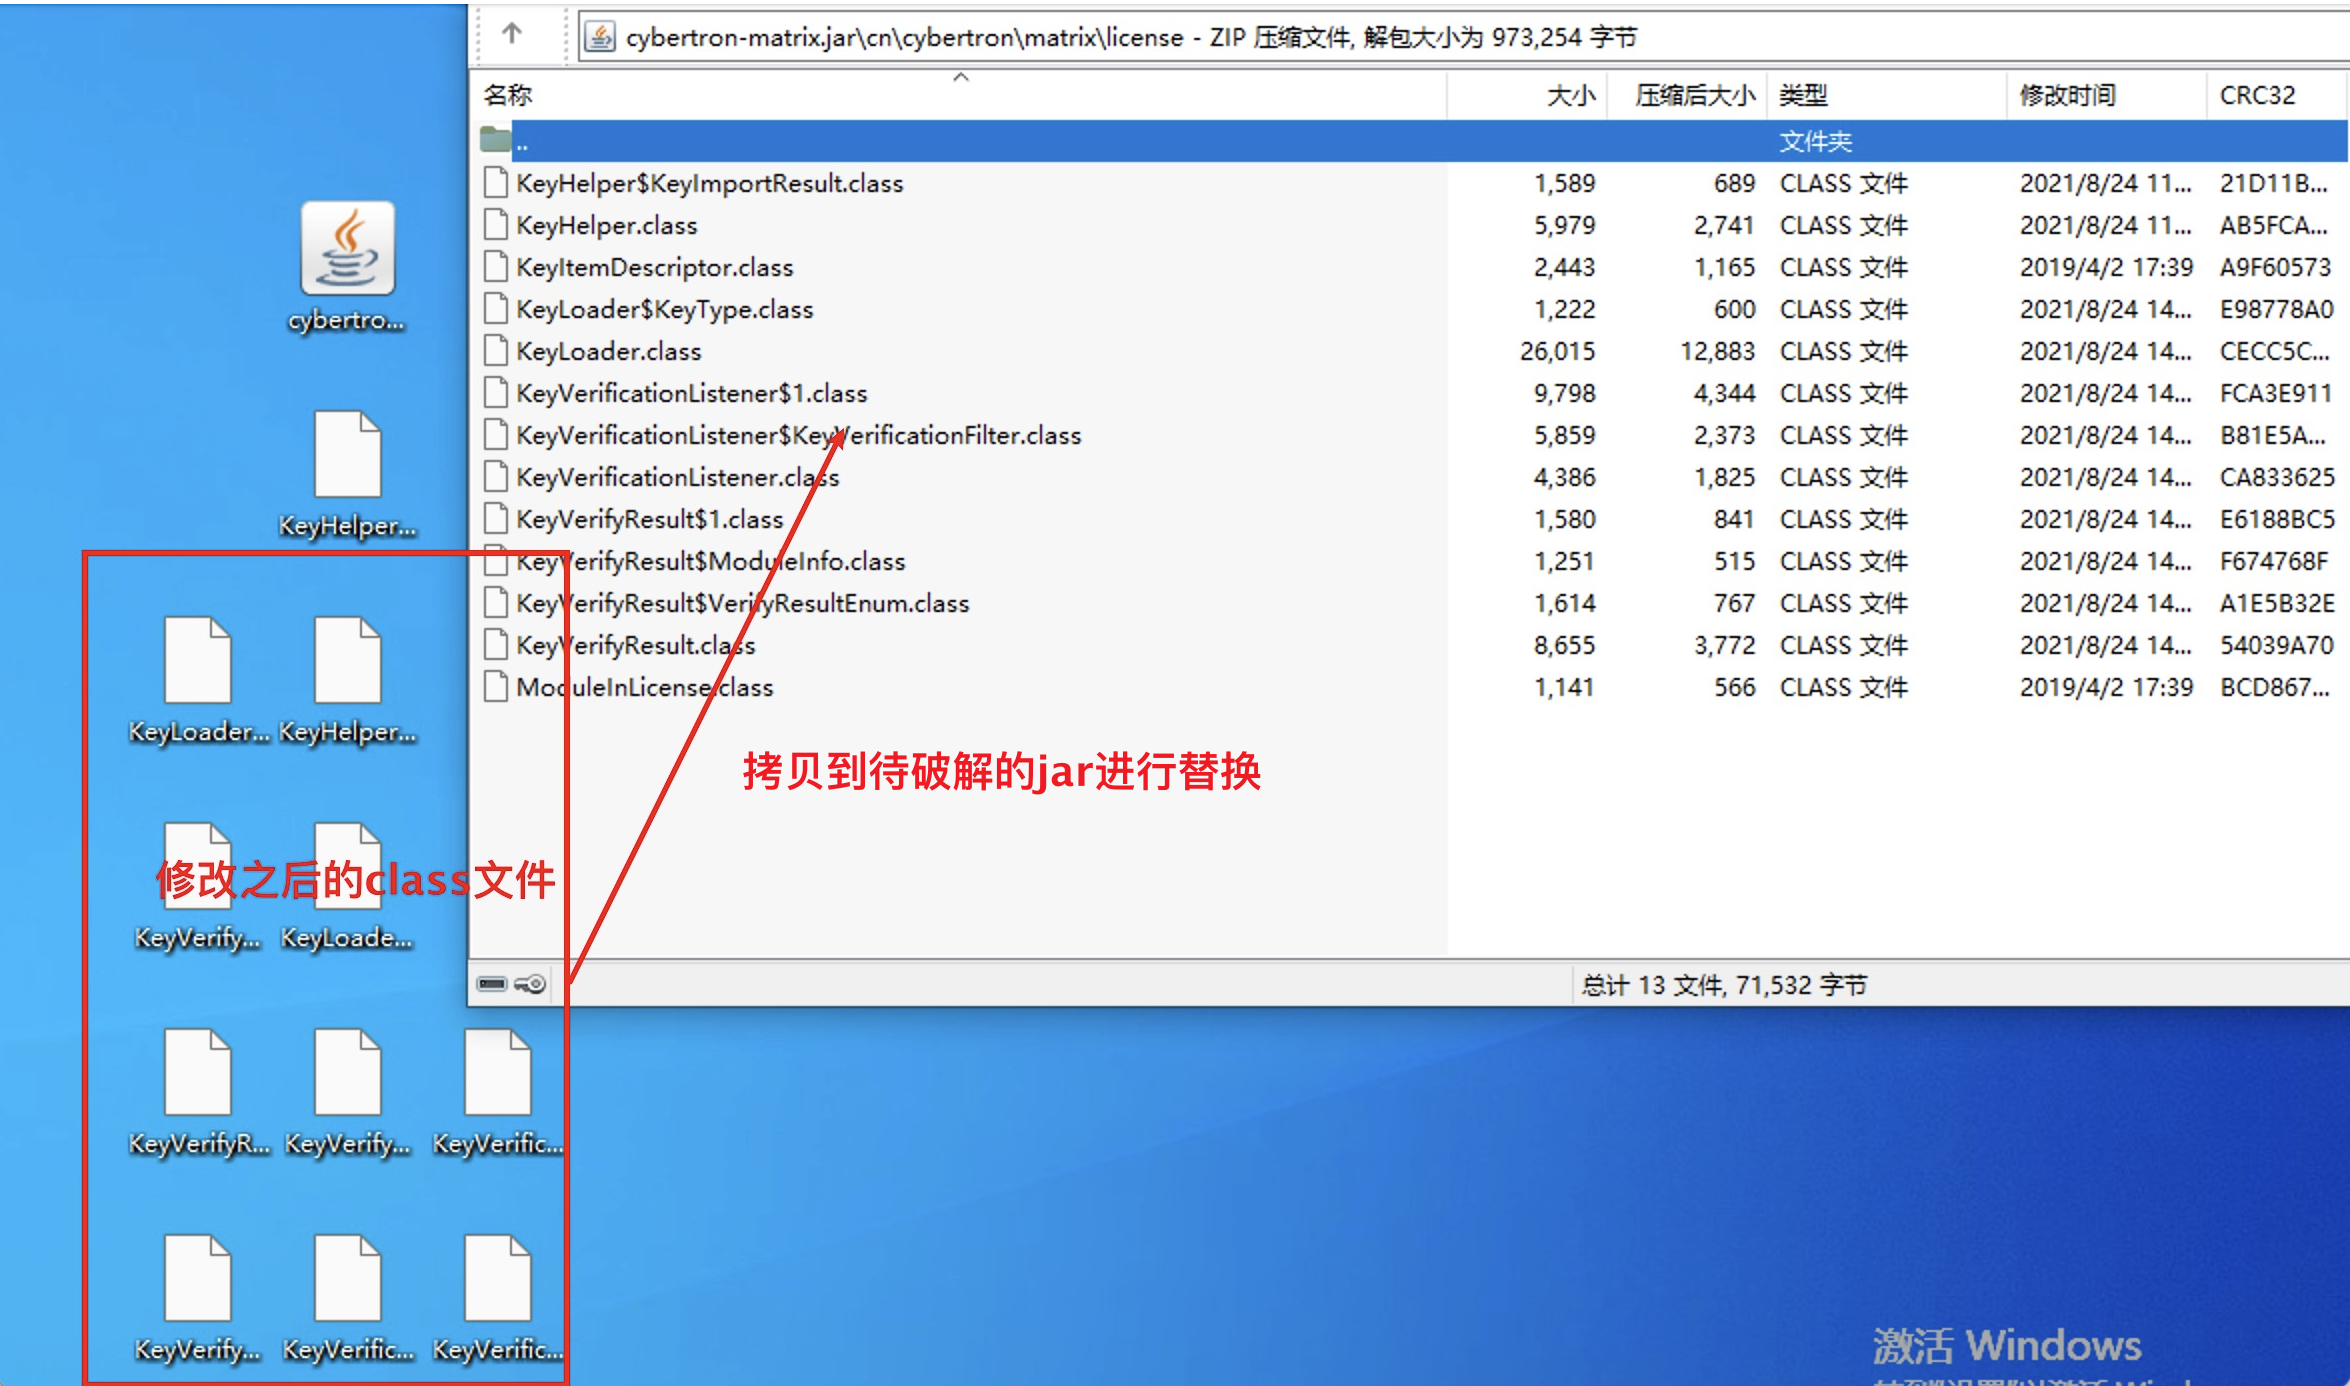 cybertron-matrix.jar\cn\cybertron\matrix\license - ZIP 压缩文件, 解包大小为 973,254 字节
名称 大小 压缩后大小 类型 修改时间 CRC32
.. 文件夹
KeyHelper$KeyImportResult.class 1,589 689 CLASS 文件 2021/8/24 11... 21D11B...
KeyHelper.class 5,979 2,741 CLASS 文件 2021/8/24 11... AB5FCA...
KeyItemDescriptor.class 2,443 1,165 CLASS 文件 2019/4/2 17:39 A9F60573
KeyLoader$KeyType.class 1,222 600 CLASS 文件 2021/8/24 14... E98778A0
KeyLoader.class 26,015 12,883 CLASS 文件 2021/8/24 14... CECC5C...
KeyVerificationListener$1.class 9,798 4,344 CLASS 文件 2021/8/24 14... FCA3E911
KeyVerificationListener$KeyVerificationFilter.class 5,859 2,373 CLASS 文件 2021/8/24 14... B81E5A...
KeyVerificationListener.class 4,386 1,825 CLASS 文件 2021/8/24 14... CA833625
KeyVerifyResult$1.class 1,580 841 CLASS 文件 2021/8/24 14... E6188BC5
KeyVerifyResult$ModuleInfo.class 1,251 515 CLASS 文件 2021/8/24 14... F674768F
KeyVerifyResult$VerifyResultEnum.class 1,614 767 CLASS 文件 2021/8/24 14... A1E5B32E
KeyVerifyResult.class 8,655 3,772 CLASS 文件 2021/8/24 14... 54039A70
ModuleInLicense.class 1,141 566 CLASS 文件 2019/4/2 17:39 BCD867...
拷贝到待破解的jar进行替换
总计 13 文件, 71,532 字节
cybertro...
KeyHelper...
KeyLoader... KeyHelper...
修改之后的class文件
KeyVerify... KeyLoade...
KeyVerifyR... KeyVerify... KeyVerific...
KeyVerify... KeyVerific... KeyVerific...
激活 Windows